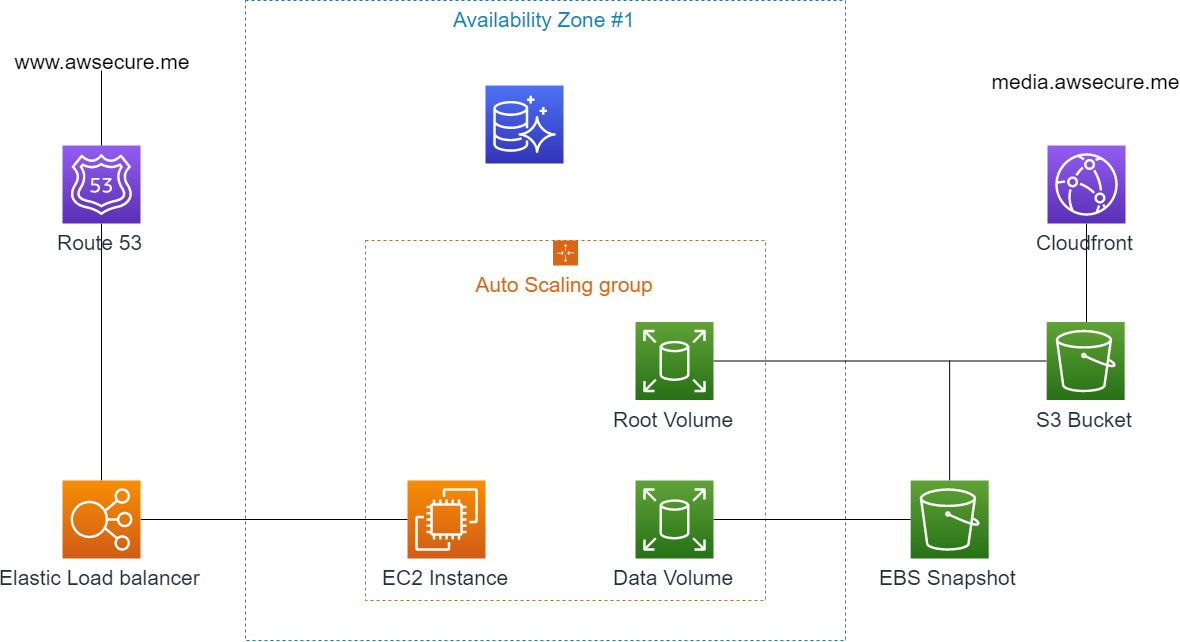 Availability Zone #1
www.awsecure.me
media.awsecure.me
53
Route 53
Cloudfront
Auto Scaling group
Root Volume
S3 Bucket
Elastic Load balancer
EC2 Instance
Data Volume
EBS Snapshot